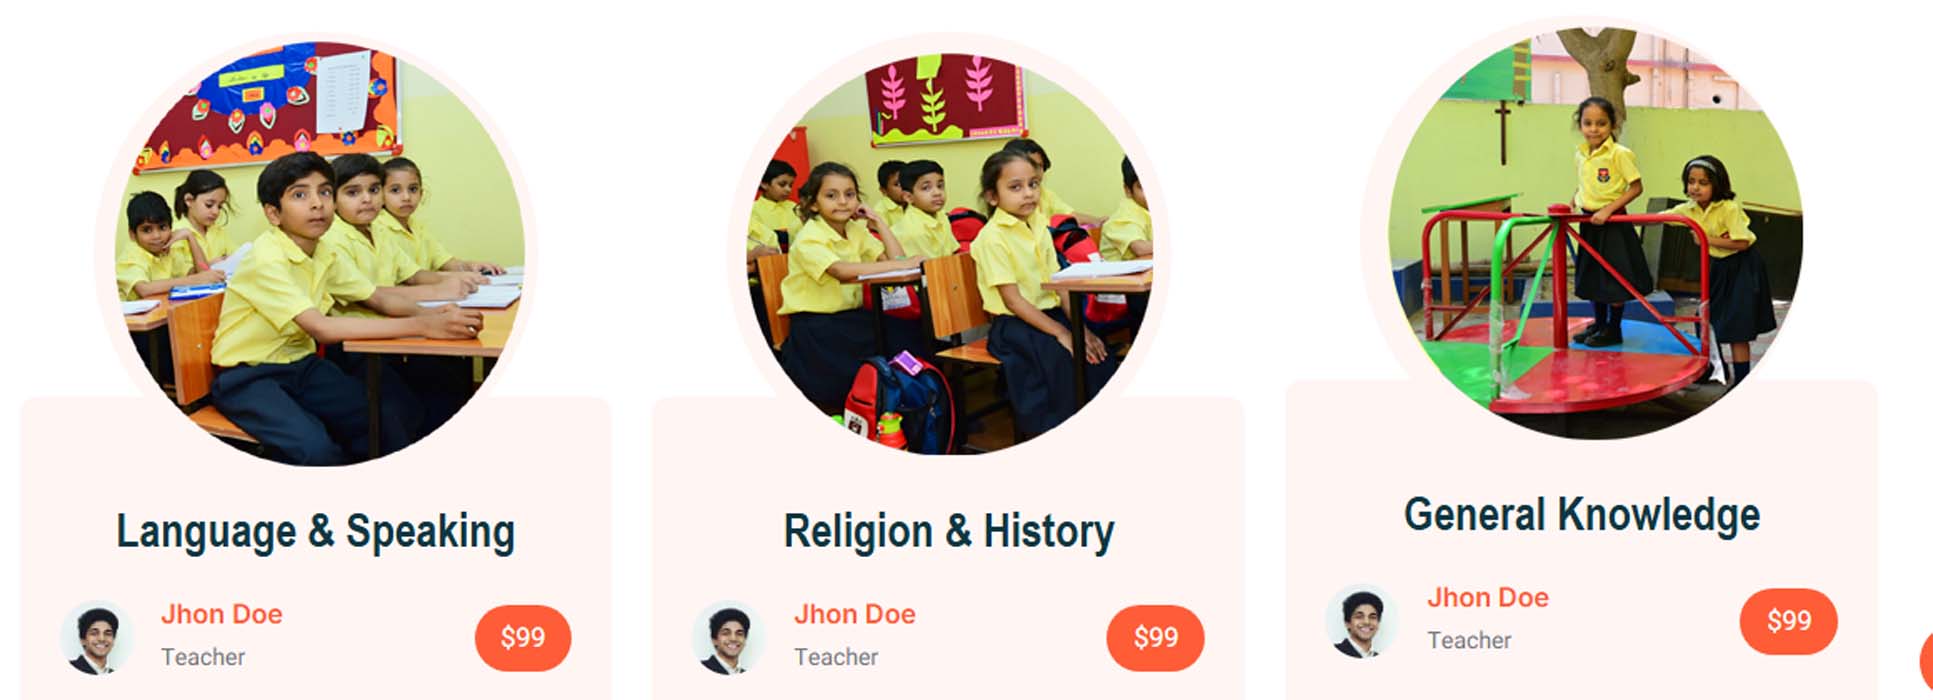 Language & Speaking
Jhon Doe
Teacher
$99
Religion & History
Jhon Doe
Teacher
$99
General Knowledge
Jhon Doe
Teacher
$99